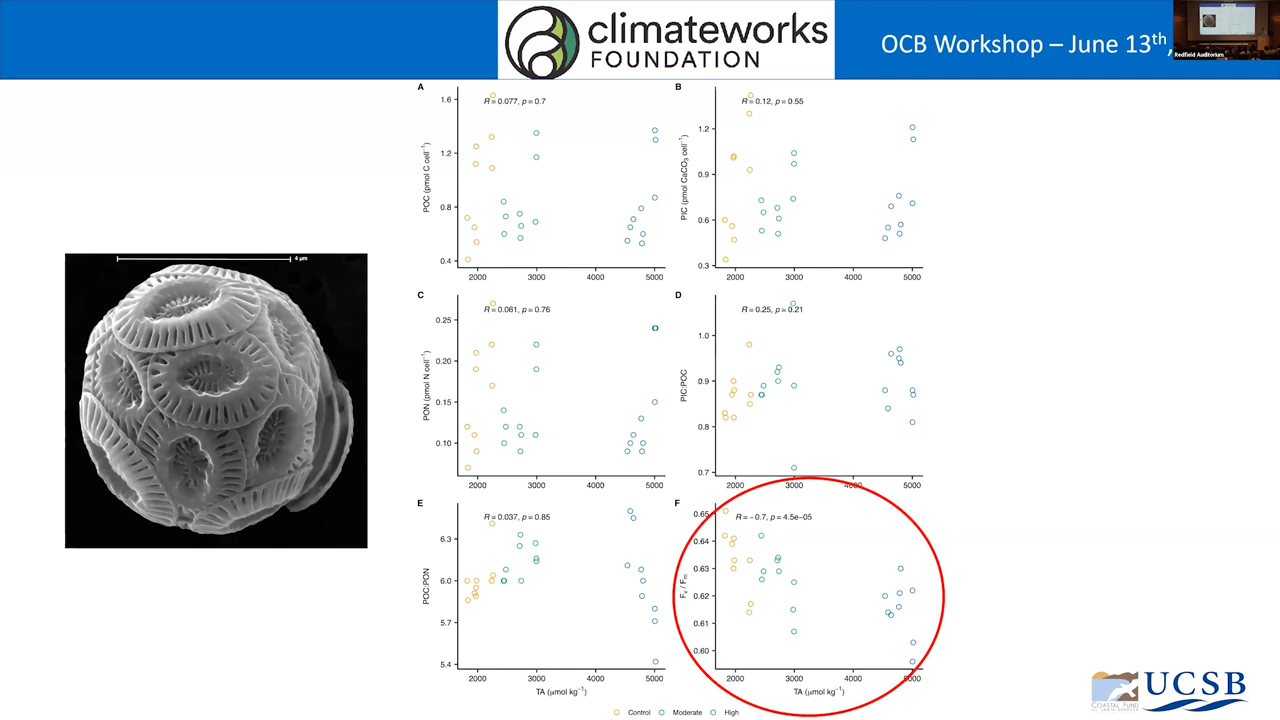 climateworks
FOUNDATION
OCB Workshop – June 13th,
Redfield Auditorium
4 µm
A
R = 0.077, p = 0.7
1.6
1.2
0.8
0.4
POC (pmol C cell−1)
2000 3000 4000 5000
B
R = 0.12, p = 0.55
1.2
0.9
0.6
0.3
PIC (pmol CaCO3 cell−1)
2000 3000 4000 5000
C
R = 0.061, p = 0.76
0.25
0.20
0.15
0.10
PON (pmol N cell−1)
2000 3000 4000 5000
D
R = 0.25, p = 0.21
1.0
0.9
0.8
0.7
PIC:POC
2000 3000 4000 5000
E
R = 0.037, p = 0.85
6.3
6.0
5.7
5.4
POC:PON
2000 3000 4000 5000
TA (µmol kg−1)
F
R = −0.7, p = 4.5e−05
0.65
0.64
0.63
0.62
0.61
0.60
Fv / Fm
2000 3000 4000 5000
TA (µmol kg−1)
Control Moderate High
COASTAL FUND
UC SANTA BARBARA
UCSB